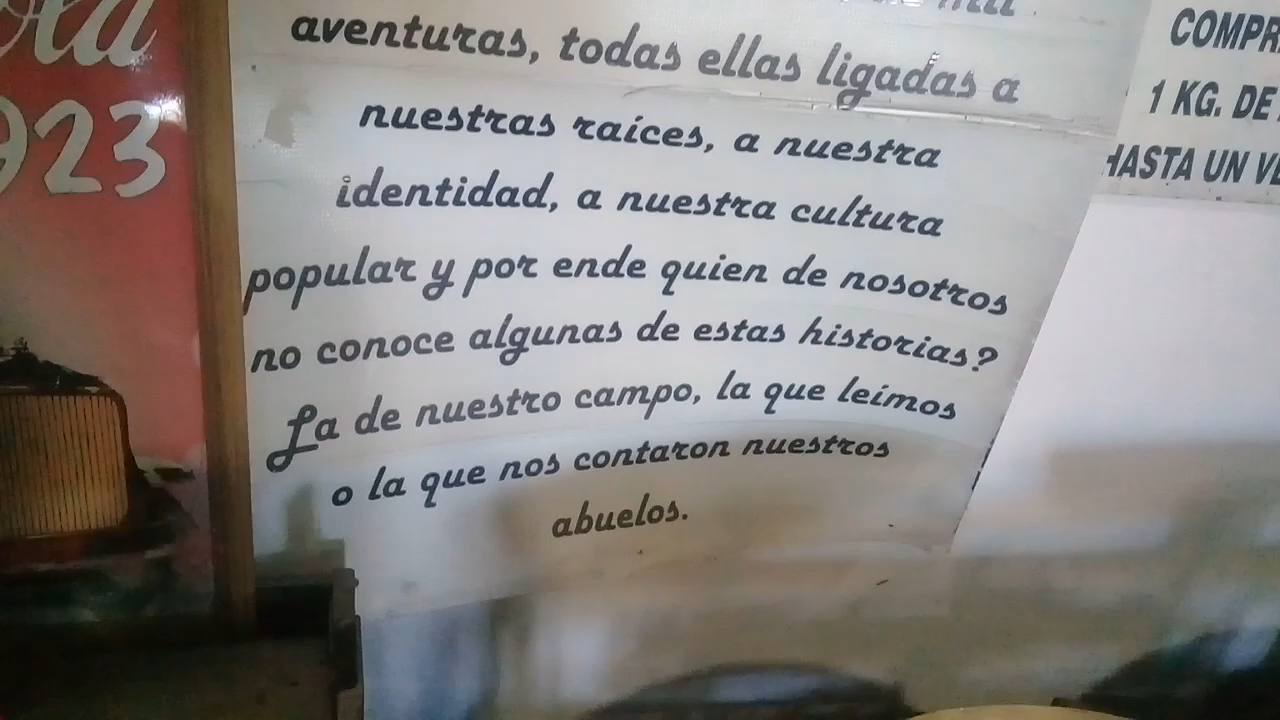 aventuras, todas ellas ligadas a
nuestras raíces, a nuestra
identidad, a nuestra cultura
popular y por ende quien de nosotros
no conoce algunas de estas historias?
La de nuestro campo, la que leímos
o la que nos contaron nuestros
abuelos.
923
1 KG. DE
HASTA UN